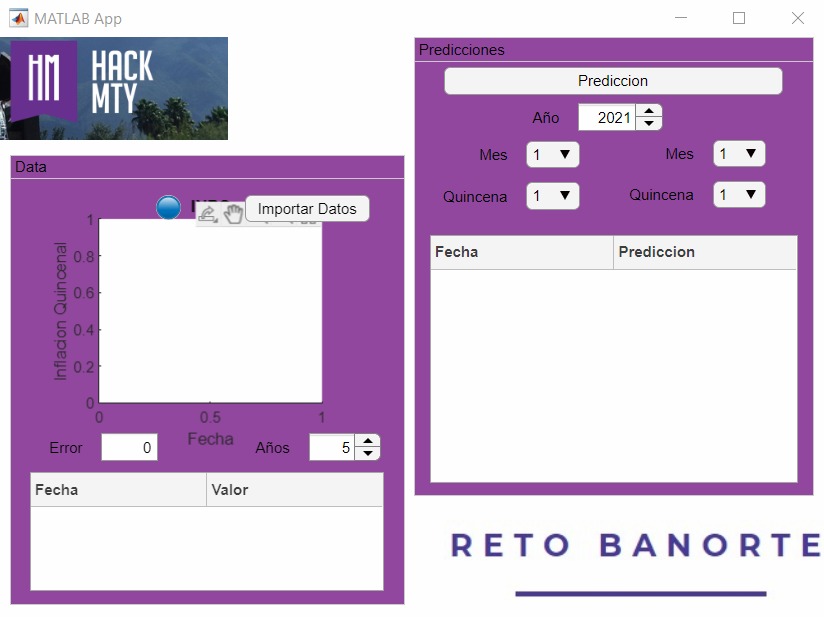 MATLAB App
HM
HACK
MTY
Data
Importar Datos
1
0.8
0.6
0.4
0.2
0
Inflacion Quincenal
0 0.5 1
Fecha
Error 0
Años 5
Fecha Valor
Predicciones
Prediccion
Año 2021
Mes 1 Mes 1
Quincena 1 Quincena 1
Fecha Prediccion
RETO BANORTE